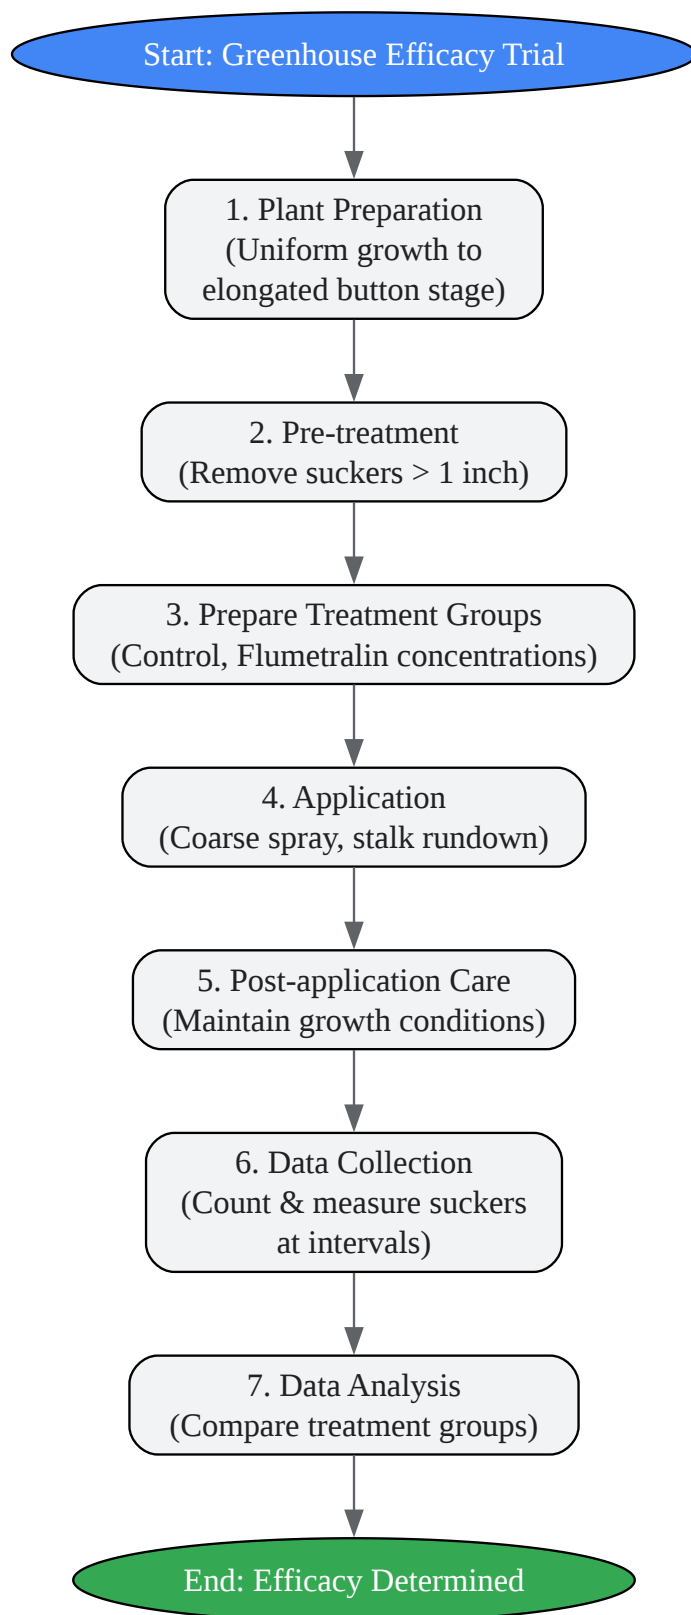 Start: Greenhouse Efficacy Trial
1. Plant Preparation
(Uniform growth to
elongated button stage)
2. Pre-treatment
(Remove suckers > 1 inch)
3. Prepare Treatment Groups
(Control, Flumetralin concentrations)
4. Application
(Coarse spray, stalk rundown)
5. Post-application Care
(Maintain growth conditions)
6. Data Collection
(Count & measure suckers
at intervals)
7. Data Analysis
(Compare treatment groups)
End: Efficacy Determined